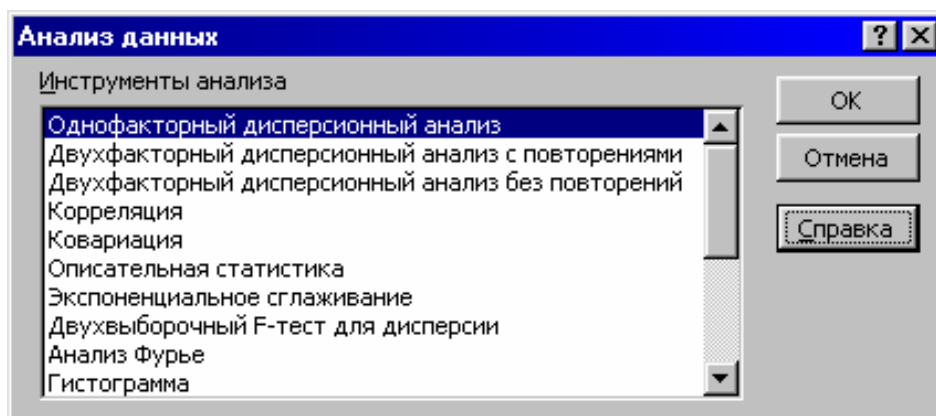 Анализ данных
Инструменты анализа
Однофакторный дисперсионный анализ
Двухфакторный дисперсионный анализ с повторениями
Двухфакторный дисперсионный анализ без повторений
Корреляция
Ковариация
Описательная статистика
Экспоненциальное сглаживание
Двухвыборочный F-тест для дисперсии
Анализ Фурье
Гистограмма
ОК
Отмена
Справка